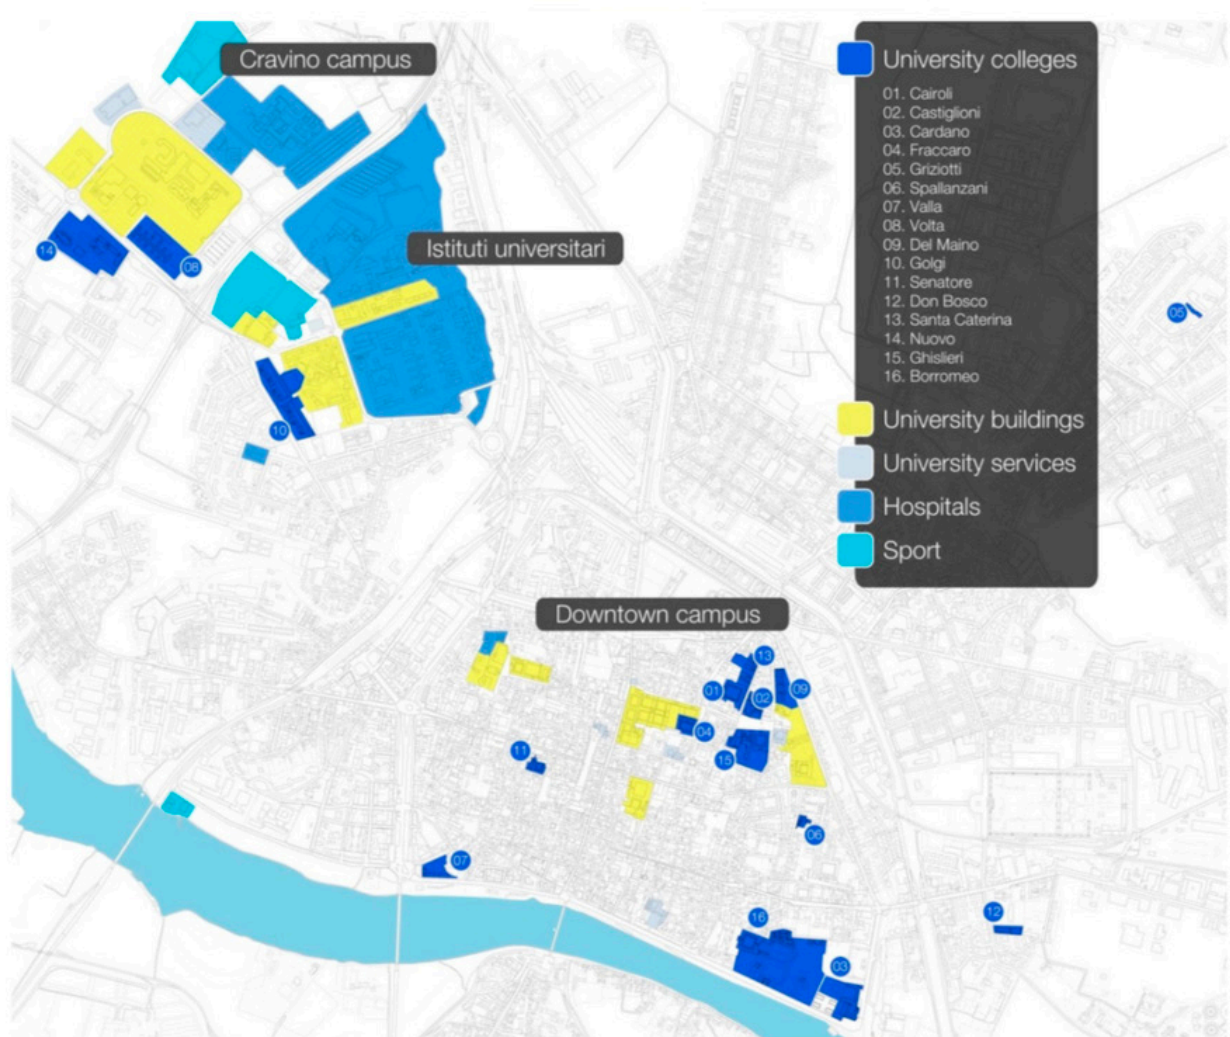 Cravino campus
University colleges
01. Cairoli
02. Castiglioni
03. Cardano
04. Fraccaro
05. Griziotti
06. Spallanzani
07. Valla
08. Volta
09. Del Maino
10. Golgi
11. Senatore
12. Don Bosco
13. Santa Caterina
14. Nuovo
15. Ghislieri
16. Borromeo
University buildings
University services
Hospitals
Sport
Istituti universitari
14
08
05
10
Downtown campus
13
01
02
09
04
11
15
06
07
16
12
03